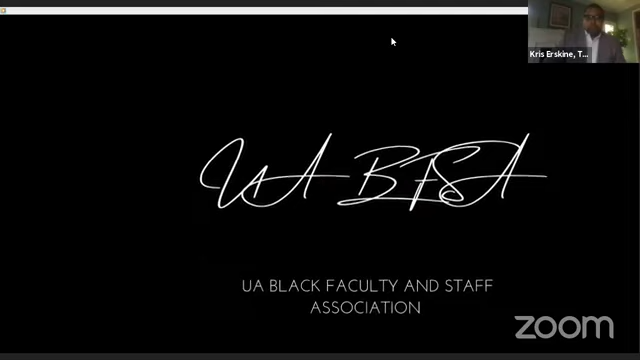 Kris Erskine, T...
UA BFSA
UA BLACK FACULTY AND STAFF
ASSOCIATION
zoom